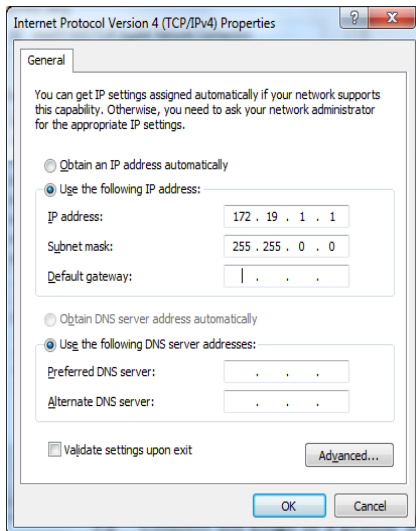 Internet Protocol Version 4 (TCP/IPv4) Properties
?
X
General
You can get IP settings assigned automatically if your network supports
this capability. Otherwise, you need to ask your network administrator
for the appropriate IP settings.
Obtain an IP address automatically
Use the following IP address:
IP address: 172 . 19 . 1 . 1
Subnet mask: 255 . 255 . 0 . 0
Default gateway: . . .
Obtain DNS server address automatically
Use the following DNS server addresses:
Preferred DNS server: . . .
Alternate DNS server: . . .
Validate settings upon exit
Advanced...
OK Cancel